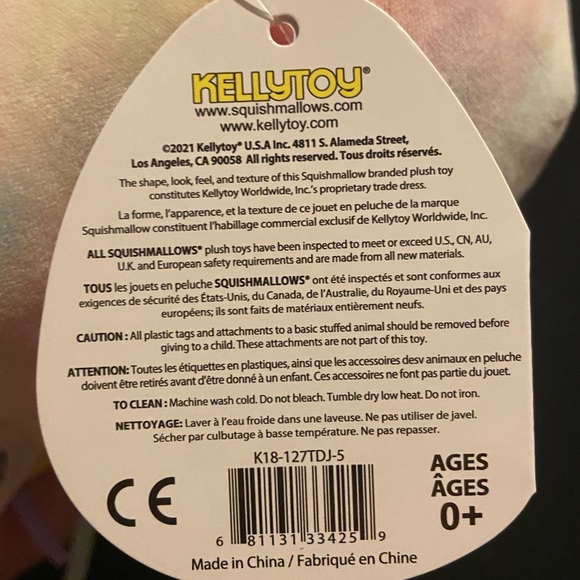 KELLYTOY®
www.squishmallows.com
www.kellytoy.com
©2021 Kellytoy® U.S.A Inc. 4811 S. Alameda Street,
Los Angeles, CA 90058 All rights reserved. Tous droits réservés.
The shape, look, feel, and texture of this Squishmallow branded plush toy
constitutes Kellytoy Worldwide, Inc.'s proprietary trade dress.
La forme, l'apparence, et la texture de ce jouet en peluche de la marque
Squishmallow constituent l'habillage commercial exclusif de Kellytoy Worldwide, Inc.
ALL SQUISHMALLOWS® plush toys have been inspected to meet or exceed U.S., CN, AU,
U.K. and European safety requirements and are made from all new materials.
TOUS les jouets en peluche SQUISHMALLOWS® ont été inspectés et sont conformes aux
exigences de sécurité des États-Unis, du Canada, de l'Australie, du Royaume-Uni et des pays
européens; ils sont faits de matériaux entièrement neufs.
CAUTION : All plastic tags and attachments to a basic stuffed animal should be removed before
giving to a child. These attachments are not part of this toy.
ATTENTION: Toutes les étiquettes en plastiques, ainsi que les accessoires desv animaux en peluche
doivent être retirés avant d'être donné à un enfant. Ces accessoires ne font pas partie du jouet.
TO CLEAN : Machine wash cold. Do not bleach. Tumble dry low heat. Do not iron.
NETTOYAGE: Laver à l'eau froide dans une laveuse. Ne pas utiliser de javel.
Sécher par culbutage à basse température. Ne pas repasser.
K18-127TDJ-5
CE
AGES
ÂGES
0+
6 81131 33425 9
Made in China / Fabriqué en Chine